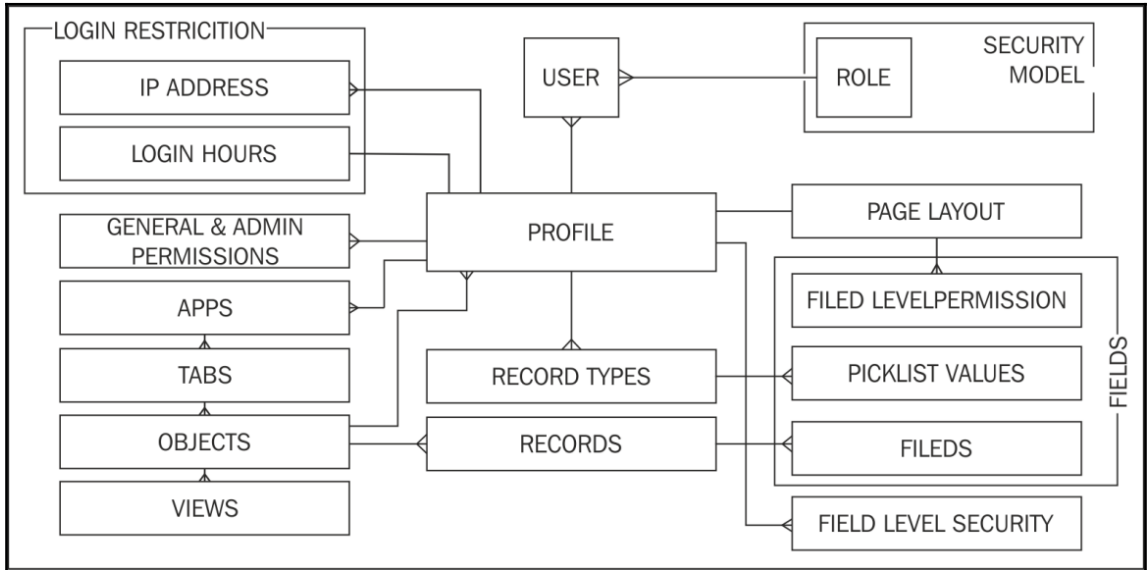 LOGIN RESTRICITION
IP ADDRESS
LOGIN HOURS
USER
ROLE
SECURITY
MODEL
GENERAL & ADMIN
PERMISSIONS
PROFILE
PAGE LAYOUT
APPS
FILED LEVELPERMISSION
TABS
RECORD TYPES
PICKLIST VALUES
FIELDS
OBJECTS
RECORDS
FILEDS
VIEWS
FIELD LEVEL SECURITY